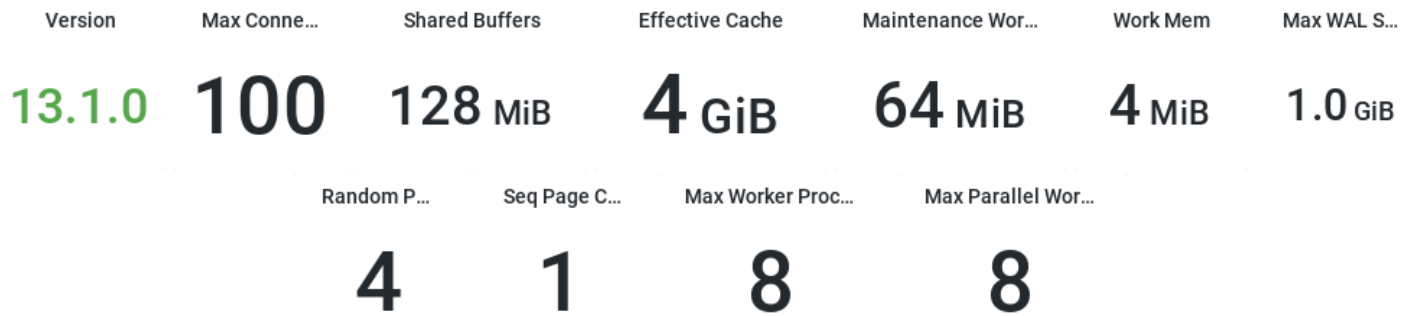 Version Max Conne... Shared Buffers Effective Cache Maintenance Wor... Work Mem Max WAL S...
13.1.0 100 128 MiB 4 GiB 64 MiB 4 MiB 1.0 GiB
Random P... Seq Page C... Max Worker Proc... Max Parallel Wor...
4 1 8 8